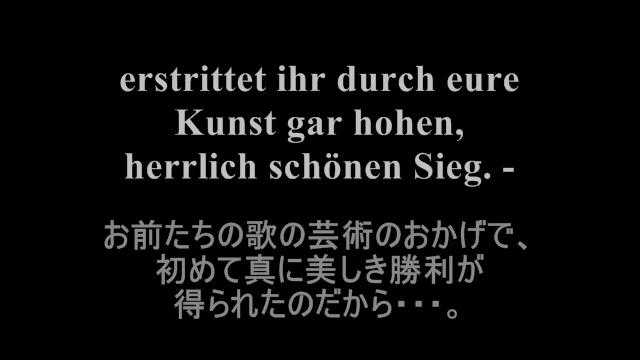 erstrittet ihr durch eure
Kunst gar hohen,
herrlich schönen Sieg. -
お前たちの歌の芸術のおかげで、
初めて真に美しき勝利が
得られたのだから・・・。